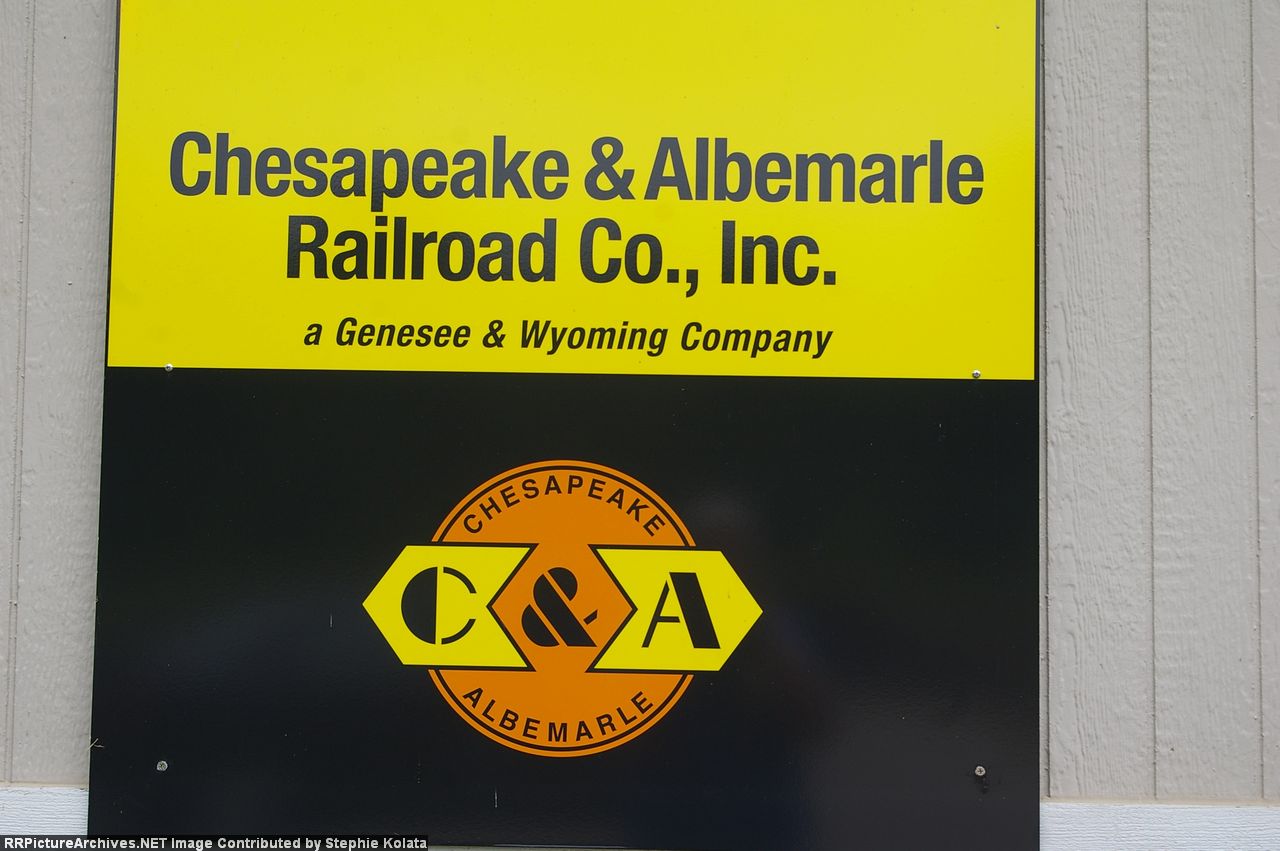 Chesapeake & Albemarle
Railroad Co., Inc.
a Genesee & Wyoming Company
CHESAPEAKE
C & A
ALBEMARLE
RRPictureArchives.NET Image Contributed by Stephie Kolata